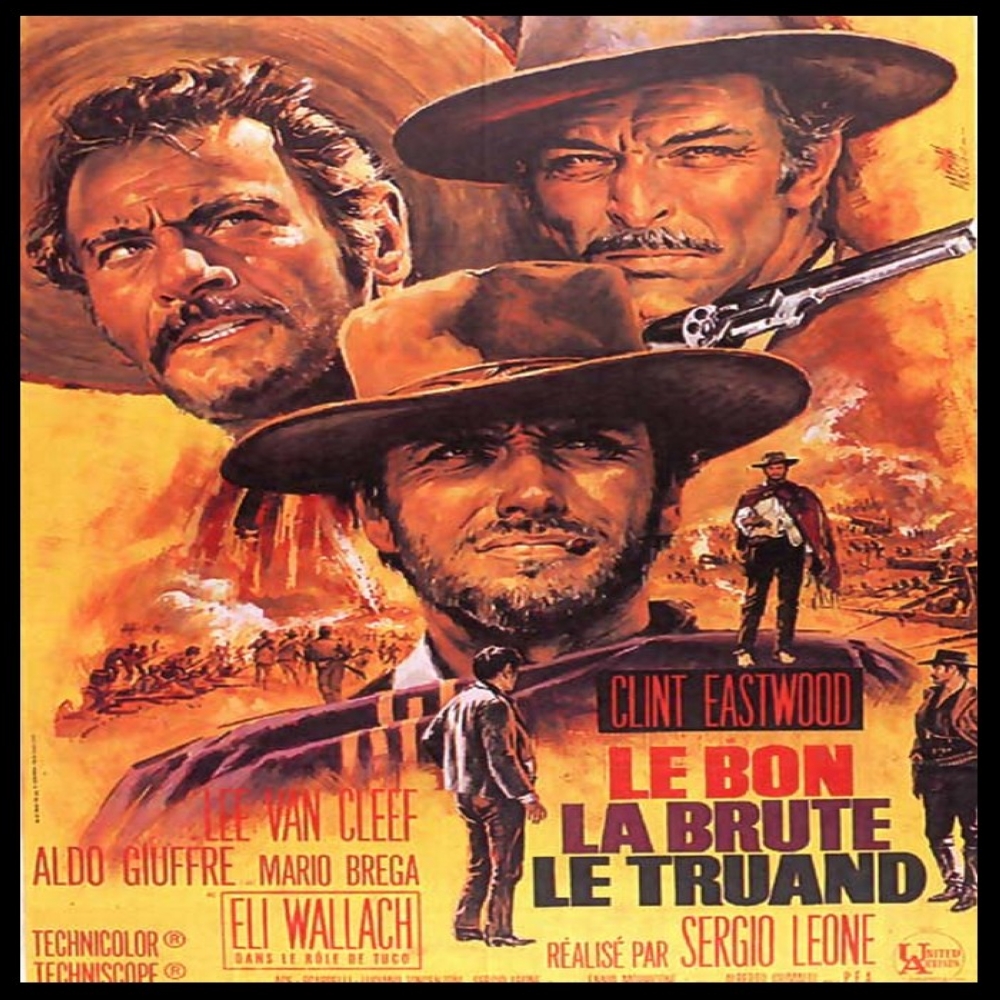 CLINT EASTWOOD
LE BON
LA BRUTE
LE TRUAND
LEE VAN CLEEF
ALDO GIUFFRE MARIO BREGA
ELI WALLACH
DANS LE RÔLE DE TUCO
RÉALISÉ PAR SERGIO LEONE
TECHNICOLOR ®
TECHNISCOPE ®
UNITED
ARTISTS